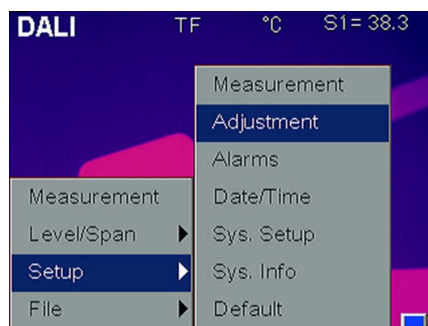 DALI TF °C S1= 38.3
Measurement
Adjustment
Alarms
Date/Time
Sys. Setup
Sys. Info
Default
Measurement
Level/Span
Setup
File